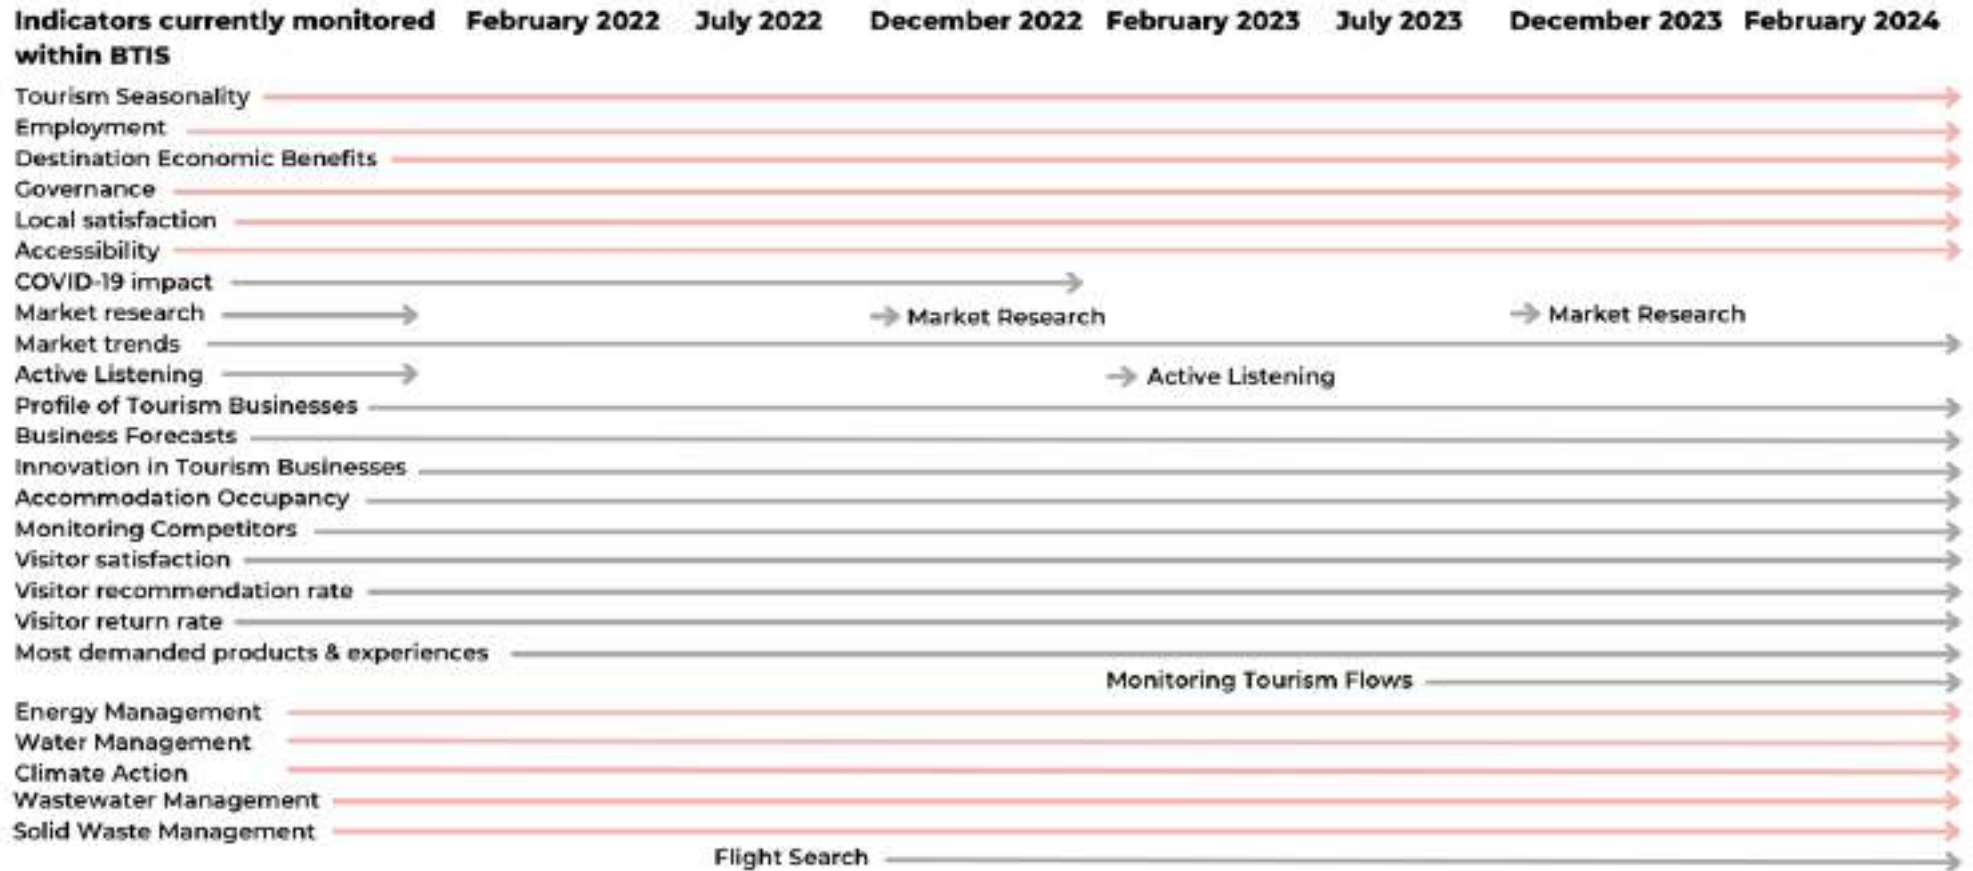 Indicators currently monitored February 2022 July 2022 December 2022 February 2023 July 2023 December 2023 February 2024
within BTIS
Tourism Seasonality
Employment
Destination Economic Benefits
Governance
Local satisfaction
Accessibility
COVID-19 impact
Market research Market Research Market Research
Market trends
Active Listening Active Listening
Profile of Tourism Businesses
Business Forecasts
Innovation in Tourism Businesses
Accommodation Occupancy
Monitoring Competitors
Visitor satisfaction
Visitor recommendation rate
Visitor return rate
Most demanded products & experiences
Monitoring Tourism Flows
Energy Management
Water Management
Climate Action
Wastewater Management
Solid Waste Management
Flight Search